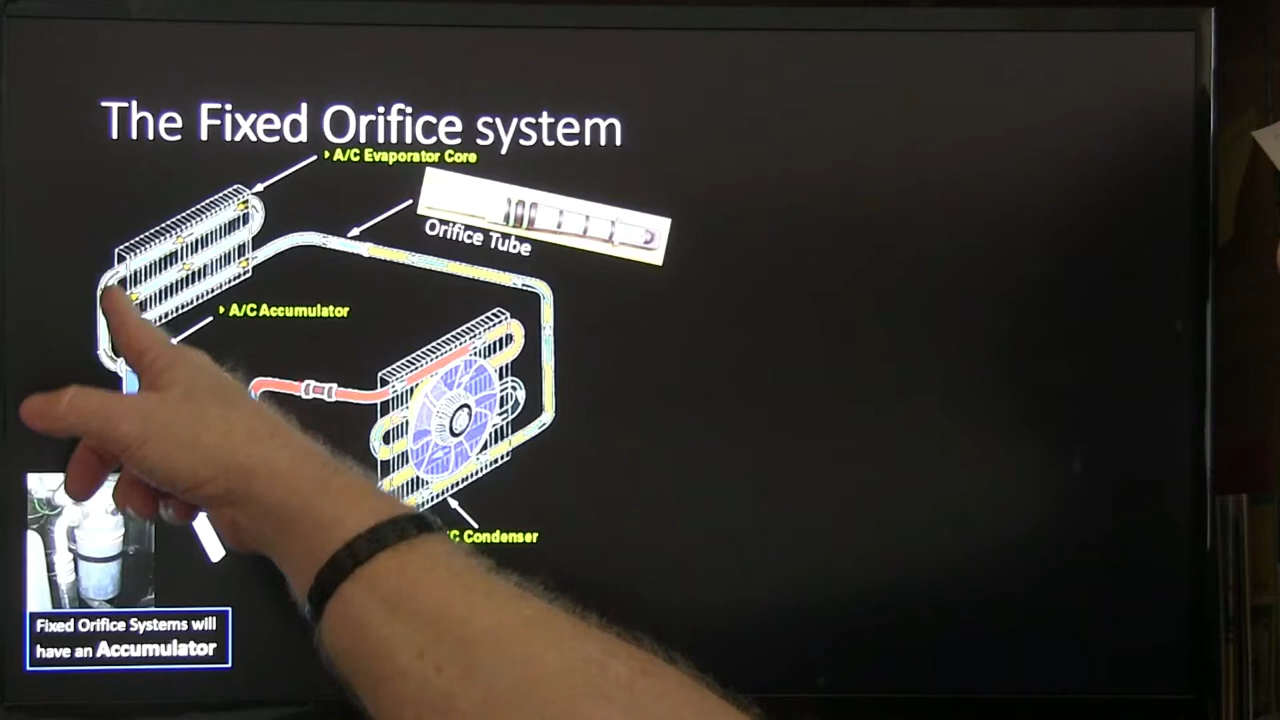 The Fixed Orifice system
A/C Evaporator Core
Orifice Tube
A/C Accumulator
C Condenser
Fixed Orifice Systems will
have an Accumulator